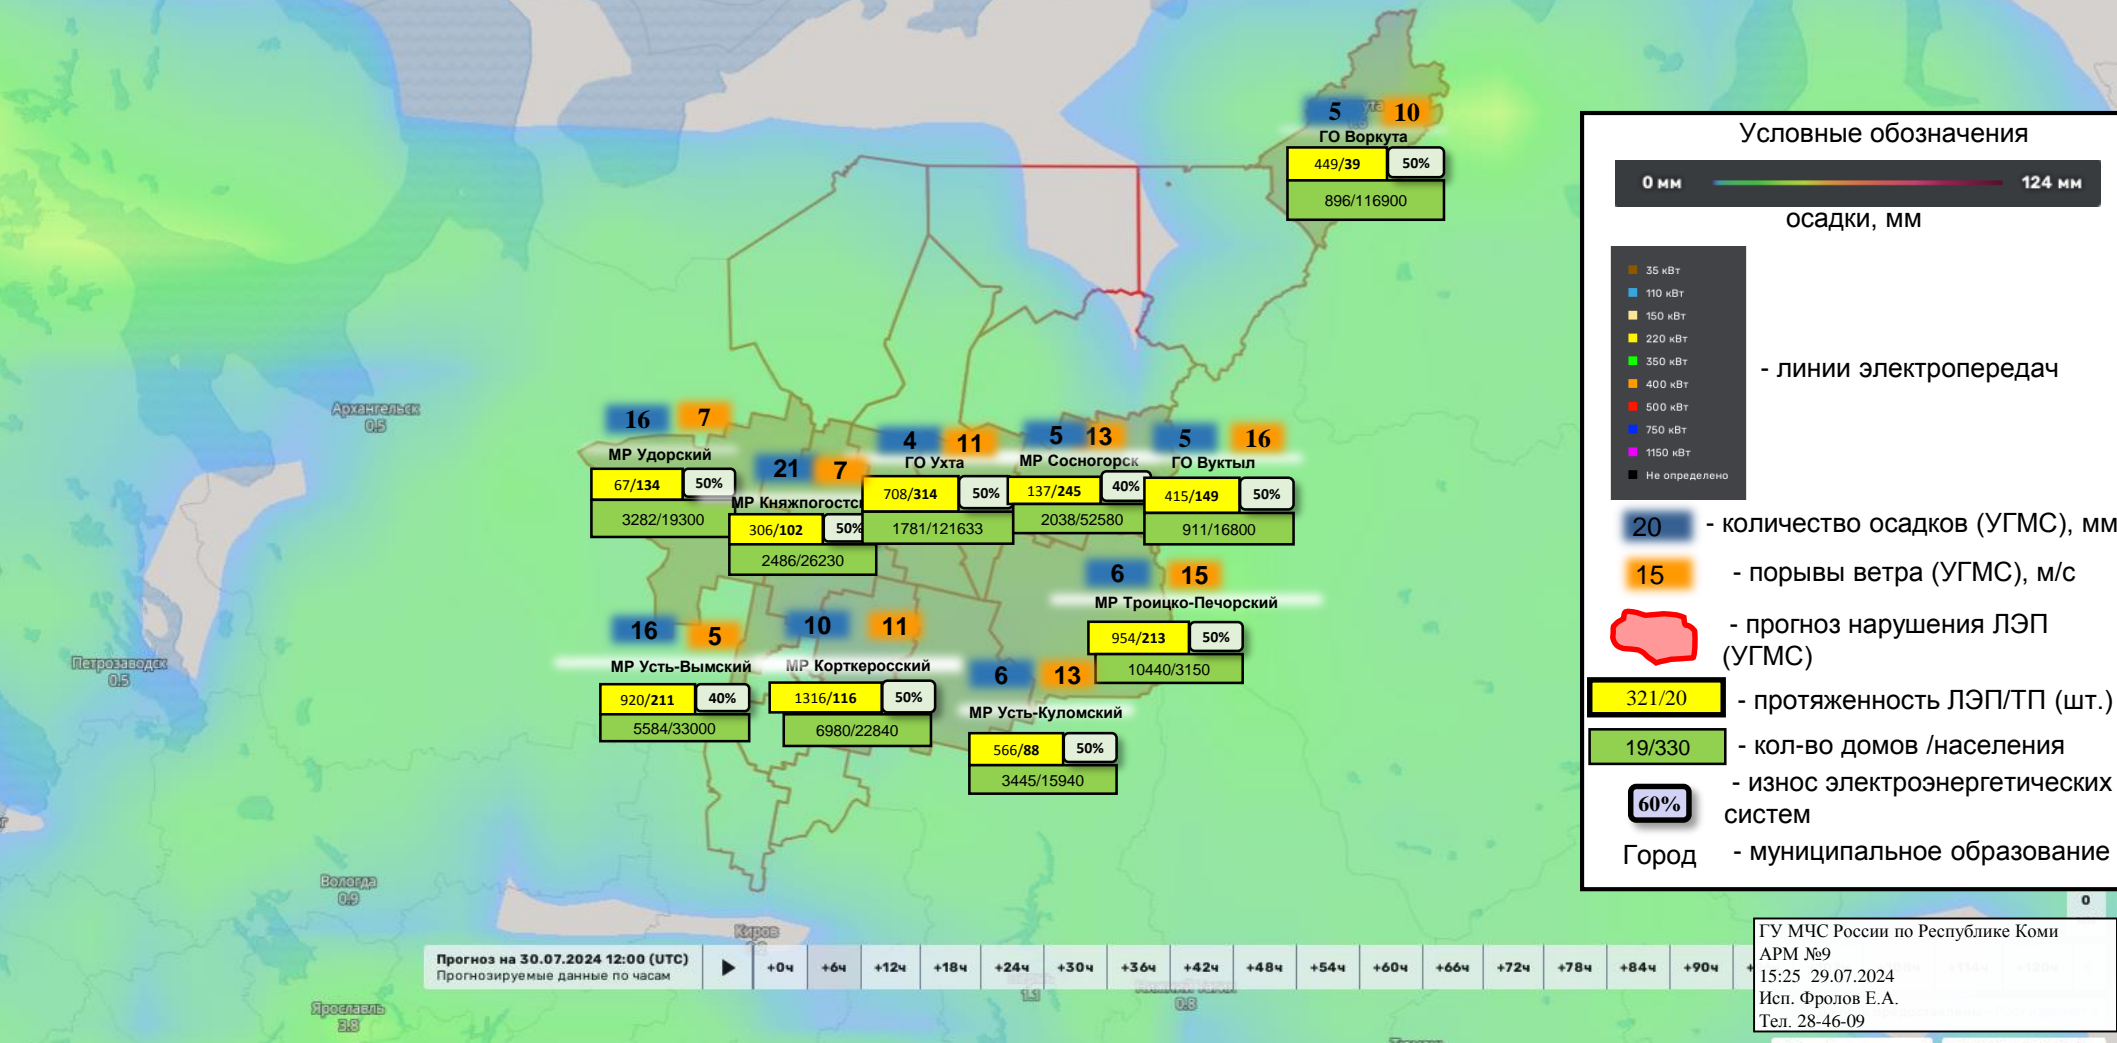 5 10
ГО Воркута
449/39 50%
896/116900
16 7
МР Удорский
67/134 50%
3282/19300
21 7
МР Княжпогостс
306/102 50%
2486/26230
4 11
ГО Ухта
708/314 50%
1781/121633
5 13
МР Сосногорск
137/245 40%
2038/52580
5 16
ГО Вуктыл
415/149 50%
911/16800
6 15
МР Троицко-Печорский
954/213 50%
10440/3150
16 5
МР Усть-Вымский
920/211 40%
5584/33000
10 11
МР Корткеросский
1316/116 50%
6980/22840
6 13
МР Усть-Куломский
566/88 50%
3445/15940
Архангельск
0.5
Петрозаводск
0.5
Вологда
0.9
Киров
Ярославль
3.8
1.1
0.8
Условные обозначения
0 мм 124 мм
осадки, мм
35 кВт
110 кВт
150 кВт
220 кВт
350 кВт
400 кВт
500 кВт
750 кВт
1150 кВт
Не определено
- линии электропередач
20 - количество осадков (УГМС), мм
15 - порывы ветра (УГМС), м/с
- прогноз нарушения ЛЭП
(УГМС)
321/20 - протяженность ЛЭП/ТП (шт.)
19/330 - кол-во домов /населения
60% - износ электроэнергетических
систем
Город - муниципальное образование
0
Прогноз на 30.07.2024 12:00 (UTC)
Прогнозируемые данные по часам
+0ч +6ч +12ч +18ч +24ч +30ч +36ч +42ч +48ч +54ч +60ч +66ч +72ч +78ч +84ч +90ч
ГУ МЧС России по Республике Коми
АРМ №9
15:25 29.07.2024
Исп. Фролов Е.А.
Тел. 28-46-09